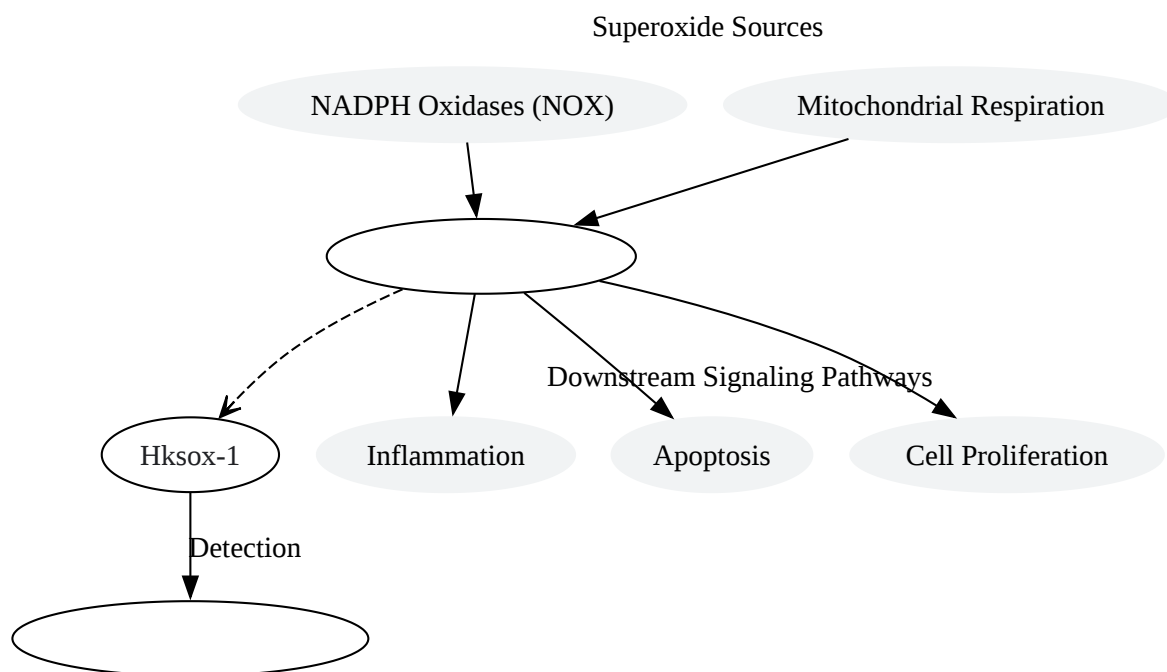 Superoxide Sources
NADPH Oxidases (NOX)
Mitochondrial Respiration
Downstream Signaling Pathways
Hksox-1
Inflammation
Apoptosis
Cell Proliferation
Detection